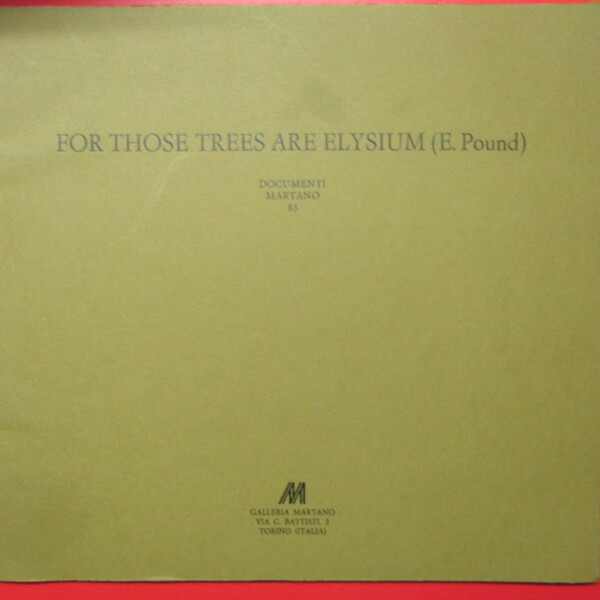 FOR THOSE TREES ARE ELYSIUM (E. Pound)
DOCUMENTI
MARTANO
83
M
GALLERIA MARTANO
VIA C. BATTISTI, 3
TORINO (ITALIA)